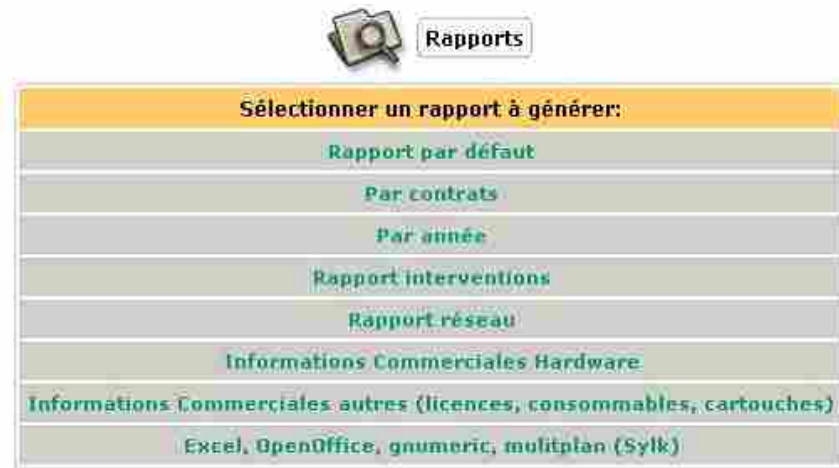 Rapports
Sélectionner un rapport à générer:
Rapport par défaut
Par contrats
Par année
Rapport interventions
Rapport réseau
Informations Commerciales Hardware
Informations Commerciales autres (licences, consommables, cartouches)
Excel, OpenOffice, gnumeric, mulitplan (Sylk)